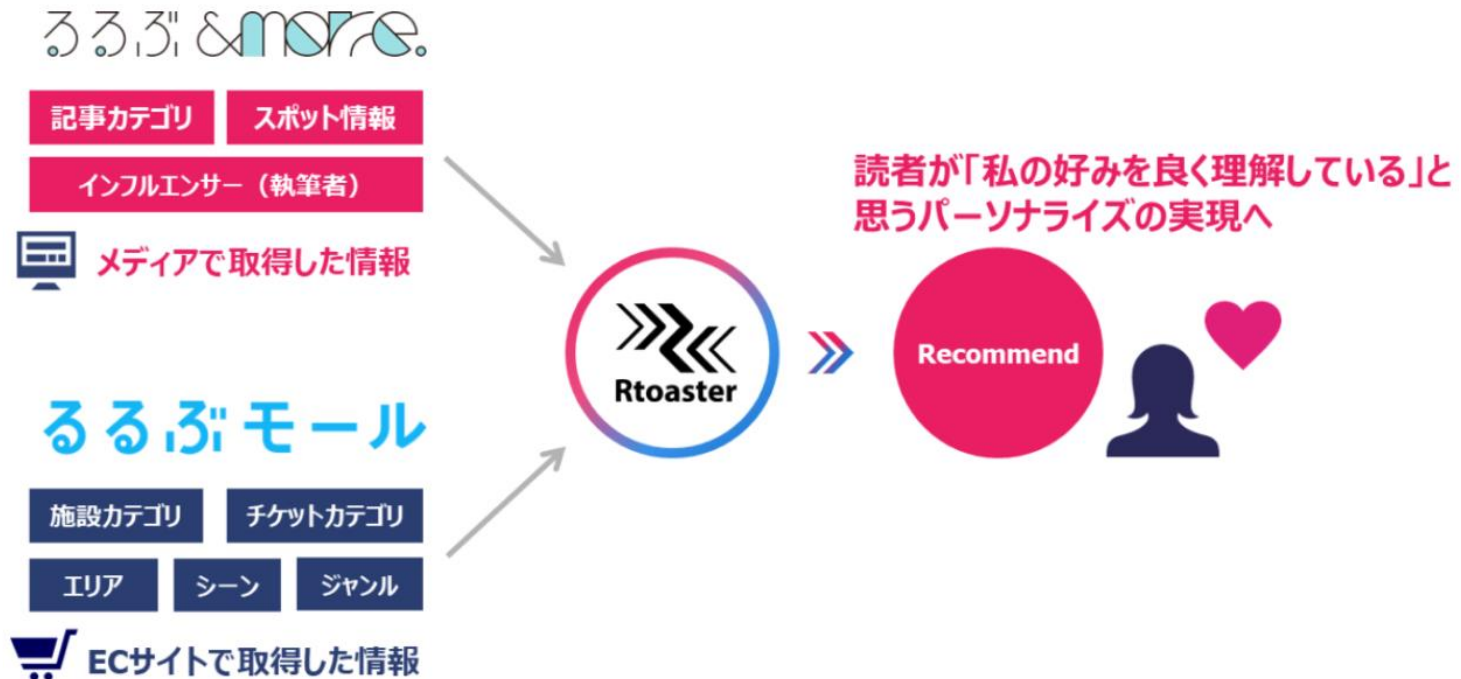 るるぶ&more.
記事カテゴリ
スポット情報
インフルエンサー（執筆者）
メディアで取得した情報
るるぶモール
施設カテゴリ
チケットカテゴリ
エリア
シーン
ジャンル
ECサイトで取得した情報
Rtoaster
読者が「私の好みを良く理解している」と
思うパーソナライズの実現へ
Recommend